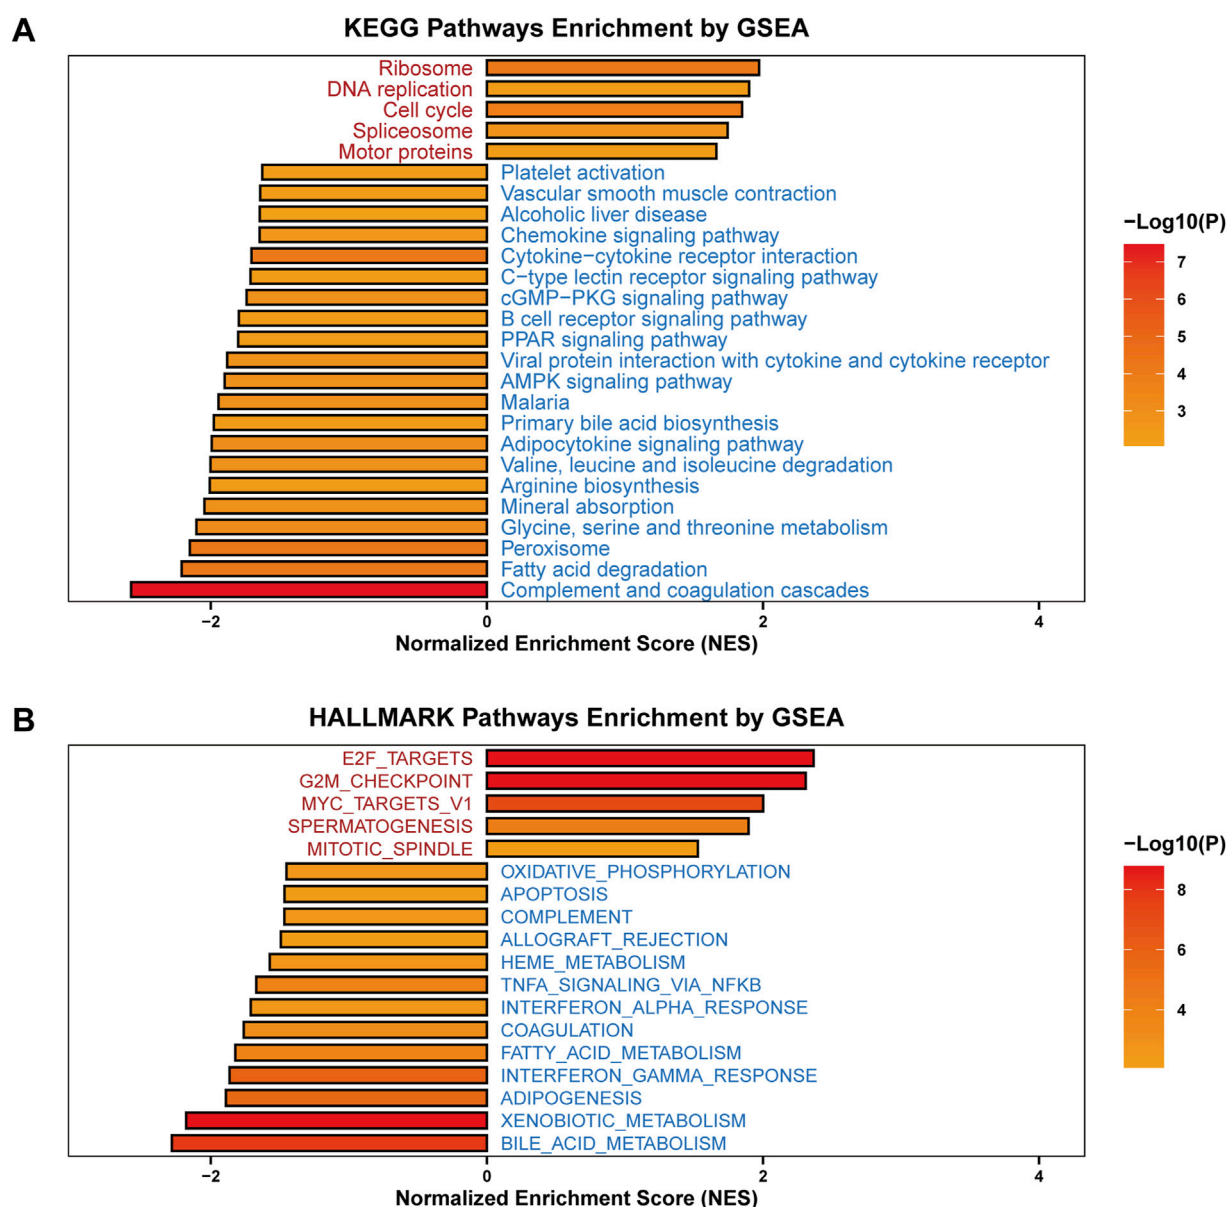 A
KEGG Pathways Enrichment by GSEA
Ribosome
DNA replication
Cell cycle
Spliceosome
Motor proteins
Platelet activation
Vascular smooth muscle contraction
Alcoholic liver disease
Chemokine signaling pathway
Cytokine−cytokine receptor interaction
C−type lectin receptor signaling pathway
cGMP−PKG signaling pathway
B cell receptor signaling pathway
PPAR signaling pathway
Viral protein interaction with cytokine and cytokine receptor
AMPK signaling pathway
Malaria
Primary bile acid biosynthesis
Adipocytokine signaling pathway
Valine, leucine and isoleucine degradation
Arginine biosynthesis
Mineral absorption
Glycine, serine and threonine metabolism
Peroxisome
Fatty acid degradation
Complement and coagulation cascades
−2 0 2 4
Normalized Enrichment Score (NES)
−Log10(P)
7
6
5
4
3
B
HALLMARK Pathways Enrichment by GSEA
E2F_TARGETS
G2M_CHECKPOINT
MYC_TARGETS_V1
SPERMATOGENESIS
MITOTIC_SPINDLE
OXIDATIVE_PHOSPHORYLATION
APOPTOSIS
COMPLEMENT
ALLOGRAFT_REJECTION
HEME_METABOLISM
TNFA_SIGNALING_VIA_NFKB
INTERFERON_ALPHA_RESPONSE
COAGULATION
FATTY_ACID_METABOLISM
INTERFERON_GAMMA_RESPONSE
ADIPOGENESIS
XENOBIOTIC_METABOLISM
BILE_ACID_METABOLISM
−2 0 2 4
Normalized Enrichment Score (NES)
−Log10(P)
8
6
4